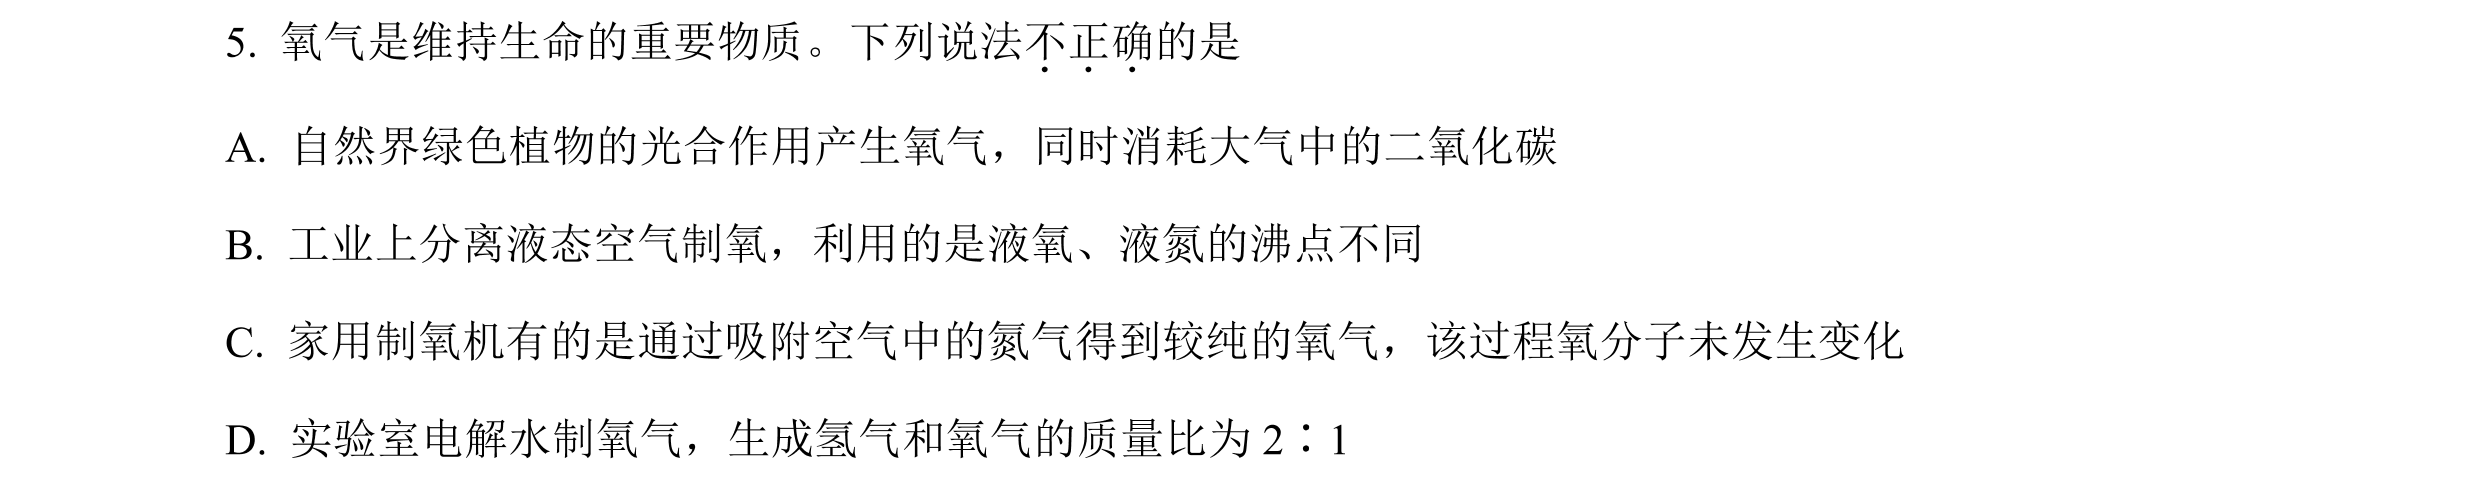 5. 氧气是维持生命的重要物质。下列说法不正确的是
A. 自然界绿色植物的光合作用产生氧气，同时消耗大气中的二氧化碳
B. 工业上分离液态空气制氧，利用的是液氧、液氮的沸点不同
C. 家用制氧机有的是通过吸附空气中的氮气得到较纯的氧气，该过程氧分子未发生变化
D. 实验室电解水制氧气，生成氢气和氧气的质量比为 2∶1